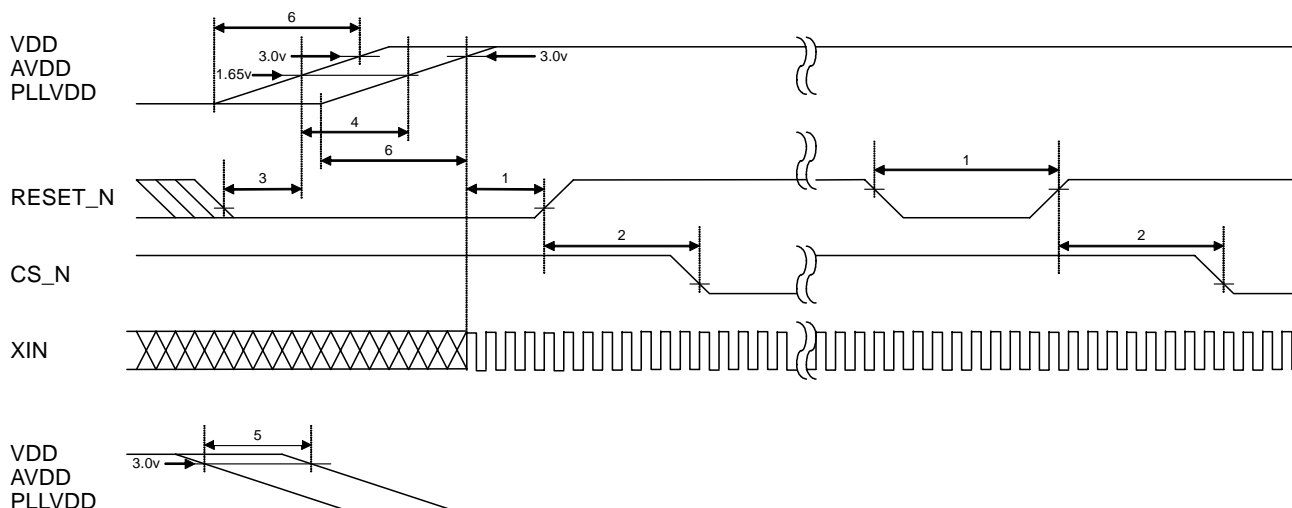 6
VDD
AVDD
PLLVDD
3.0v
3.0v
1.65v
4
6
3
1
1
RESET_N
2
2
CS_N
XIN
5
VDD
AVDD
PLLVDD
3.0v